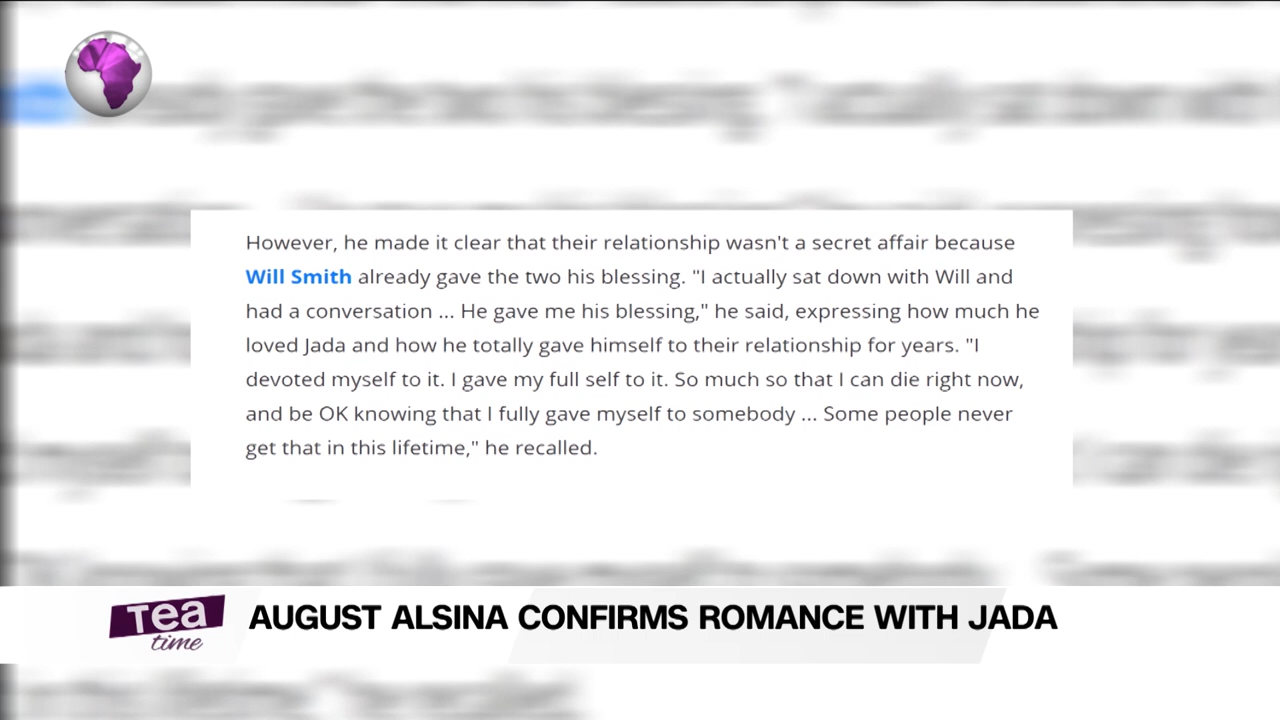 However, he made it clear that their relationship wasn't a secret affair because
Will Smith already gave the two his blessing. "I actually sat down with Will and
had a conversation ... He gave me his blessing," he said, expressing how much he
loved Jada and how he totally gave himself to their relationship for years. "I
devoted myself to it. I gave my full self to it. So much so that I can die right now,
and be OK knowing that I fully gave myself to somebody ... Some people never
get that in this lifetime," he recalled.
Tea
time
AUGUST ALSINA CONFIRMS ROMANCE WITH JADA